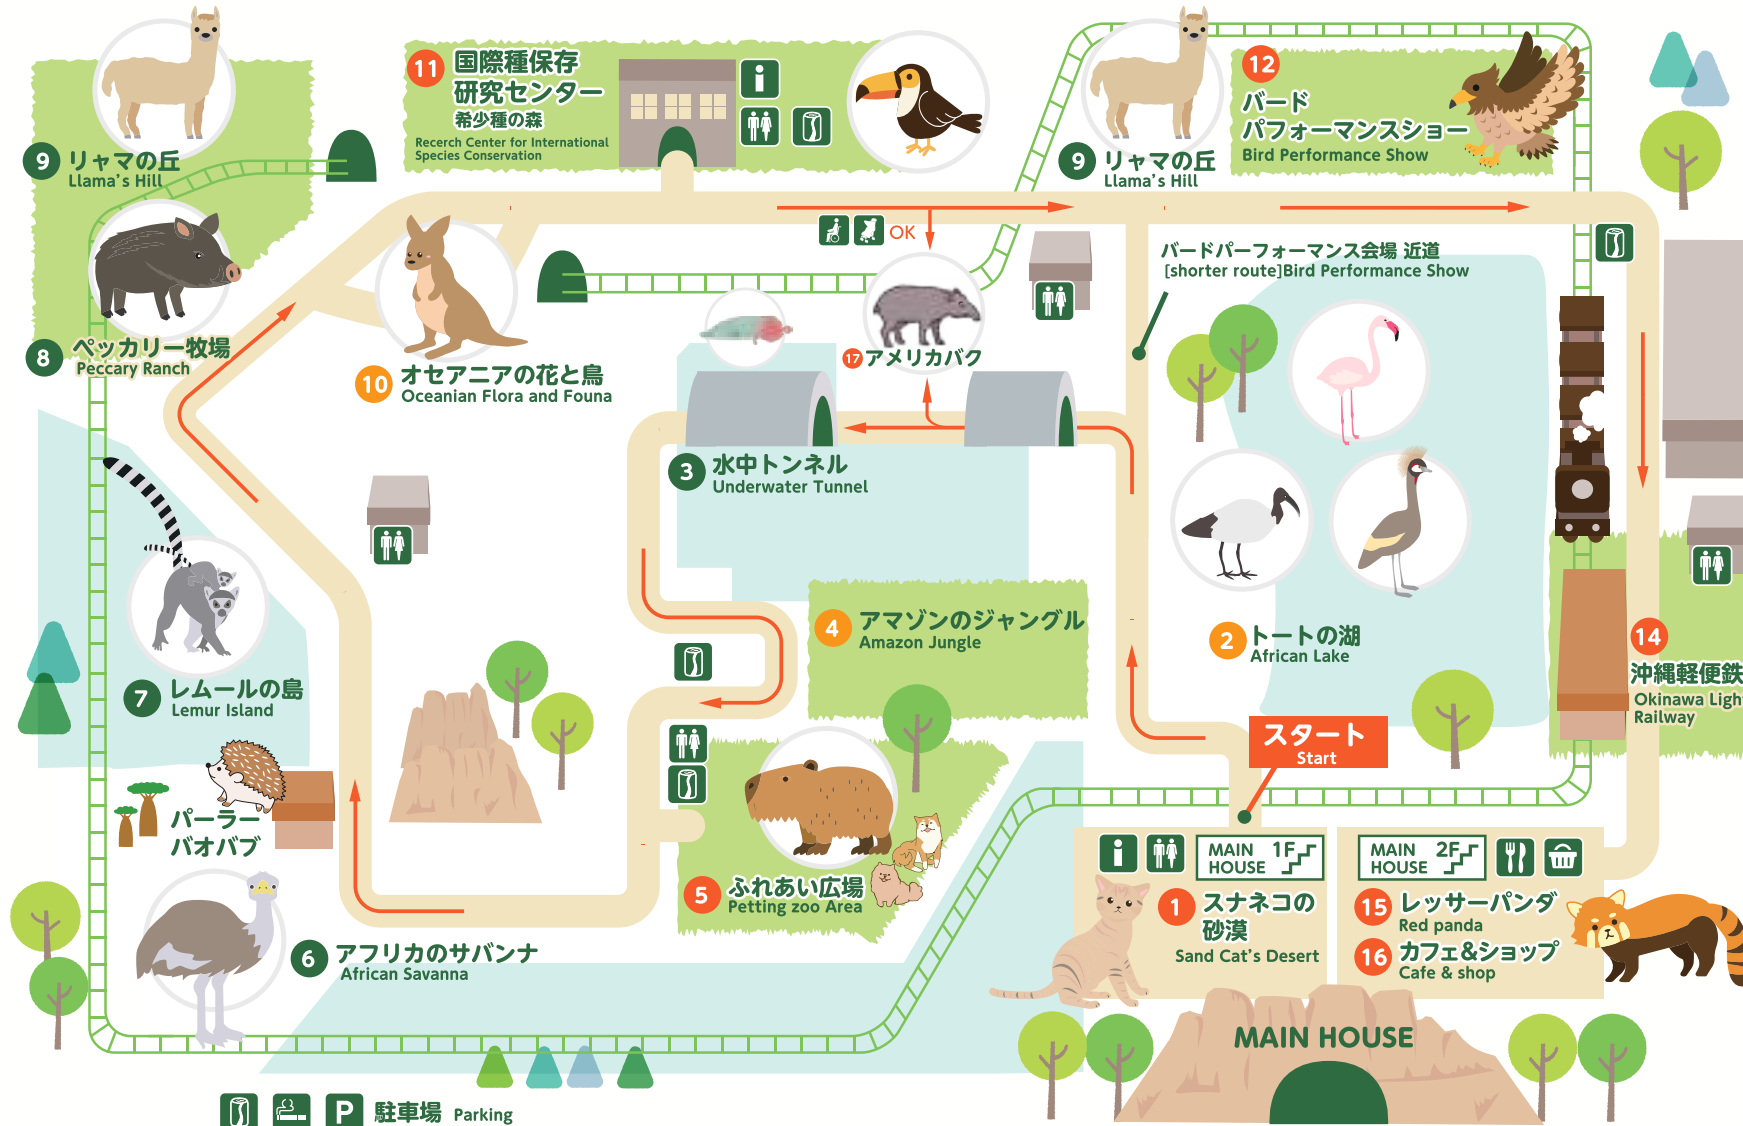 11 国際種保存
研究センター
希少種の森
Recerch Center for International
Species Conservation
12
バード
パフォーマンスショー
Bird Performance Show
9 リャマの丘
Llama's Hill
9 リャマの丘
Llama's Hill
OK
バードパーフォーマンス会場 近道
[shorter route]Bird Performance Show
8 ペッカリー牧場
Peccary Ranch
10 オセアニアの花と鳥
Oceanian Flora and Founa
17 アメリカバク
3 水中トンネル
Underwater Tunnel
4 アマゾンのジャングル
Amazon Jungle
2 トートの湖
African Lake
14
沖縄軽便鉄
Okinawa Ligh
Railway
7 レムールの島
Lemur Island
スタート
Start
パーラー
バオバブ
5 ふれあい広場
Petting zoo Area
MAIN HOUSE 1F
MAIN HOUSE 2F
1 スナネコの
砂漠
Sand Cat's Desert
15 レッサーパンダ
Red panda
16 カフェ&ショップ
Cafe & shop
6 アフリカのサバンナ
African Savanna
MAIN HOUSE
P 駐車場 Parking